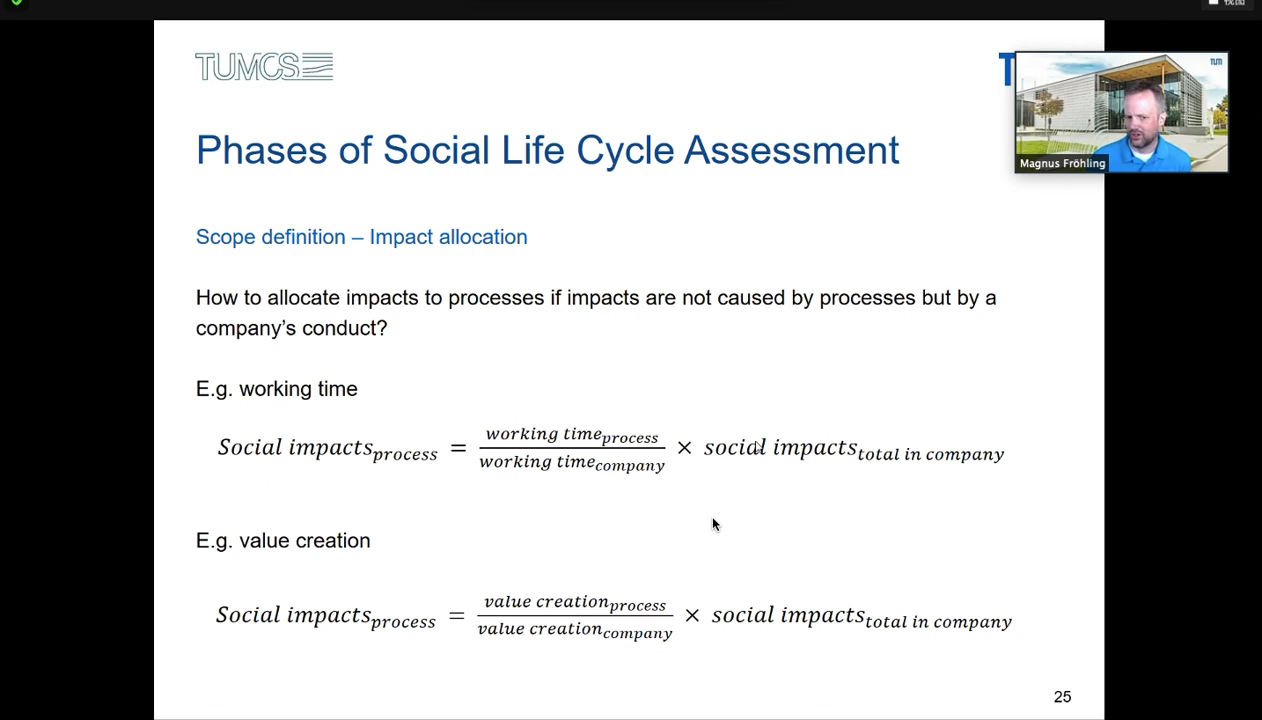 TUMCS
TUM
Magnus Fröhling
Phases of Social Life Cycle Assessment
Scope definition – Impact allocation
How to allocate impacts to processes if impacts are not caused by processes but by a
company's conduct?
E.g. working time
Social impacts_process = working time_process / working time_company × social impacts_total in company
E.g. value creation
Social impacts_process = value creation_process / value creation_company × social impacts_total in company
25